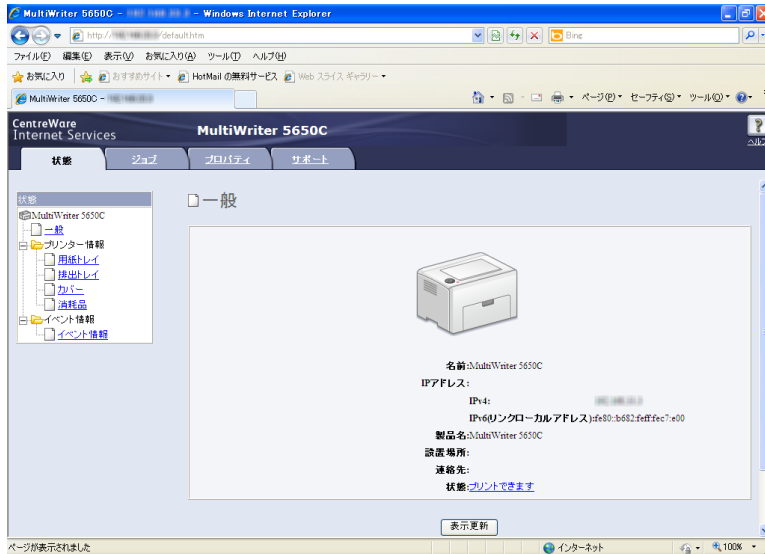 MultiWriter 5650C - - Windows Internet Explorer
http:// /default.htm
Bing
ファイル(F) 編集(E) 表示(V) お気に入り(A) ツール(T) ヘルプ(H)
お気に入り おすすめサイト HotMail の無料サービス Web スライス ギャラリー
MultiWriter 5650C -
ページ(P) セーフティ(S) ツール(O)
CentreWare
Internet Services
MultiWriter 5650C
ヘルプ
状態 ジョブ プロパティ サポート
状態
MultiWriter 5650C
一般
プリンター情報
用紙トレイ
排出トレイ
カバー
消耗品
イベント情報
イベント情報
一般
名前:MultiWriter 5650C
IPアドレス:
IPv4:
IPv6(リンクローカルアドレス):fe80::b682:feff:fec7:e00
製品名:MultiWriter 5650C
設置場所:
連絡先:
状態:プリントできます
表示更新
ページが表示されました インターネット 100%